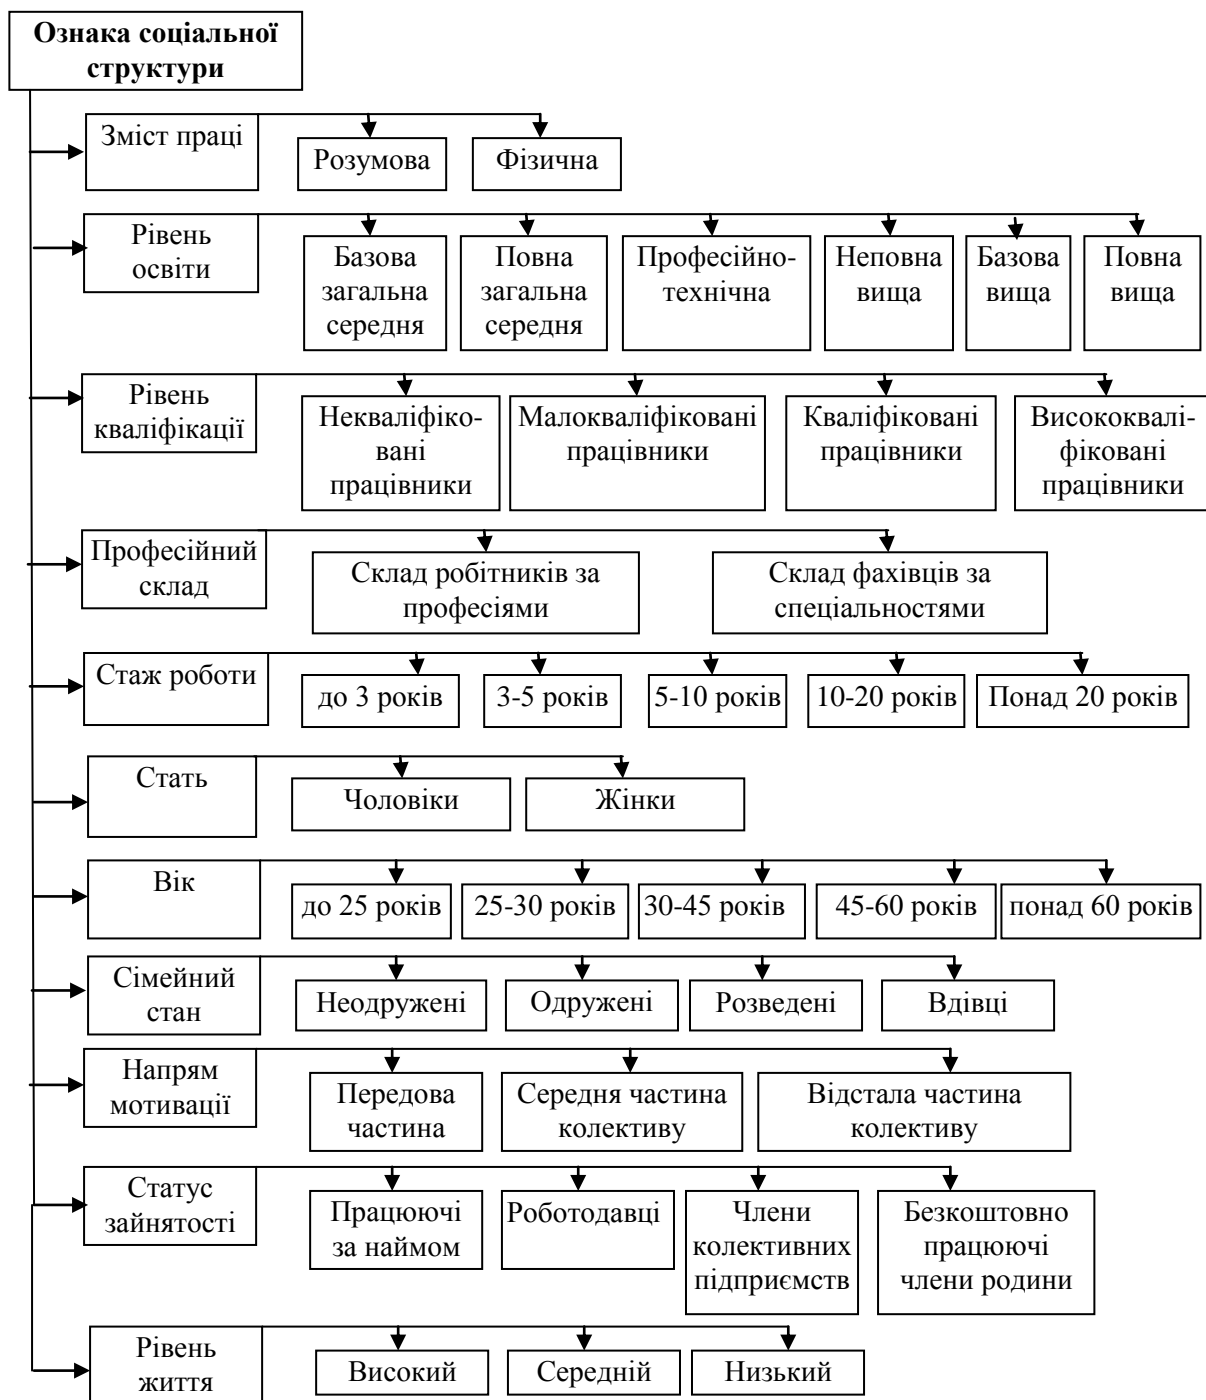 Ознака соціальної
структури
Зміст праці
Розумова
Фізична
Рівень
освіти
Базова
загальна
середня
Повна
загальна
середня
Професійно-
технічна
Неповна
вища
Базова
вища
Повна
вища
Рівень
кваліфікації
Некваліфіко-
вані
працівники
Малокваліфіковані
працівники
Кваліфіковані
працівники
Висококвалі-
фіковані
працівники
Професійний
склад
Склад робітників за
професіями
Склад фахівців за
спеціальностями
Стаж роботи
до 3 років
3-5 років
5-10 років
10-20 років
Понад 20 років
Стать
Чоловіки
Жінки
Вік
до 25 років
25-30 років
30-45 років
45-60 років
понад 60 років
Сімейний
стан
Неодружені
Одружені
Розведені
Вдівці
Напрям
мотивації
Передова
частина
Середня частина
колективу
Відстала частина
колективу
Статус
зайнятості
Працюючі
за наймом
Роботодавці
Члени
колективних
підприємств
Безкоштовно
працюючі
члени родини
Рівень
життя
Високий
Середній
Низький